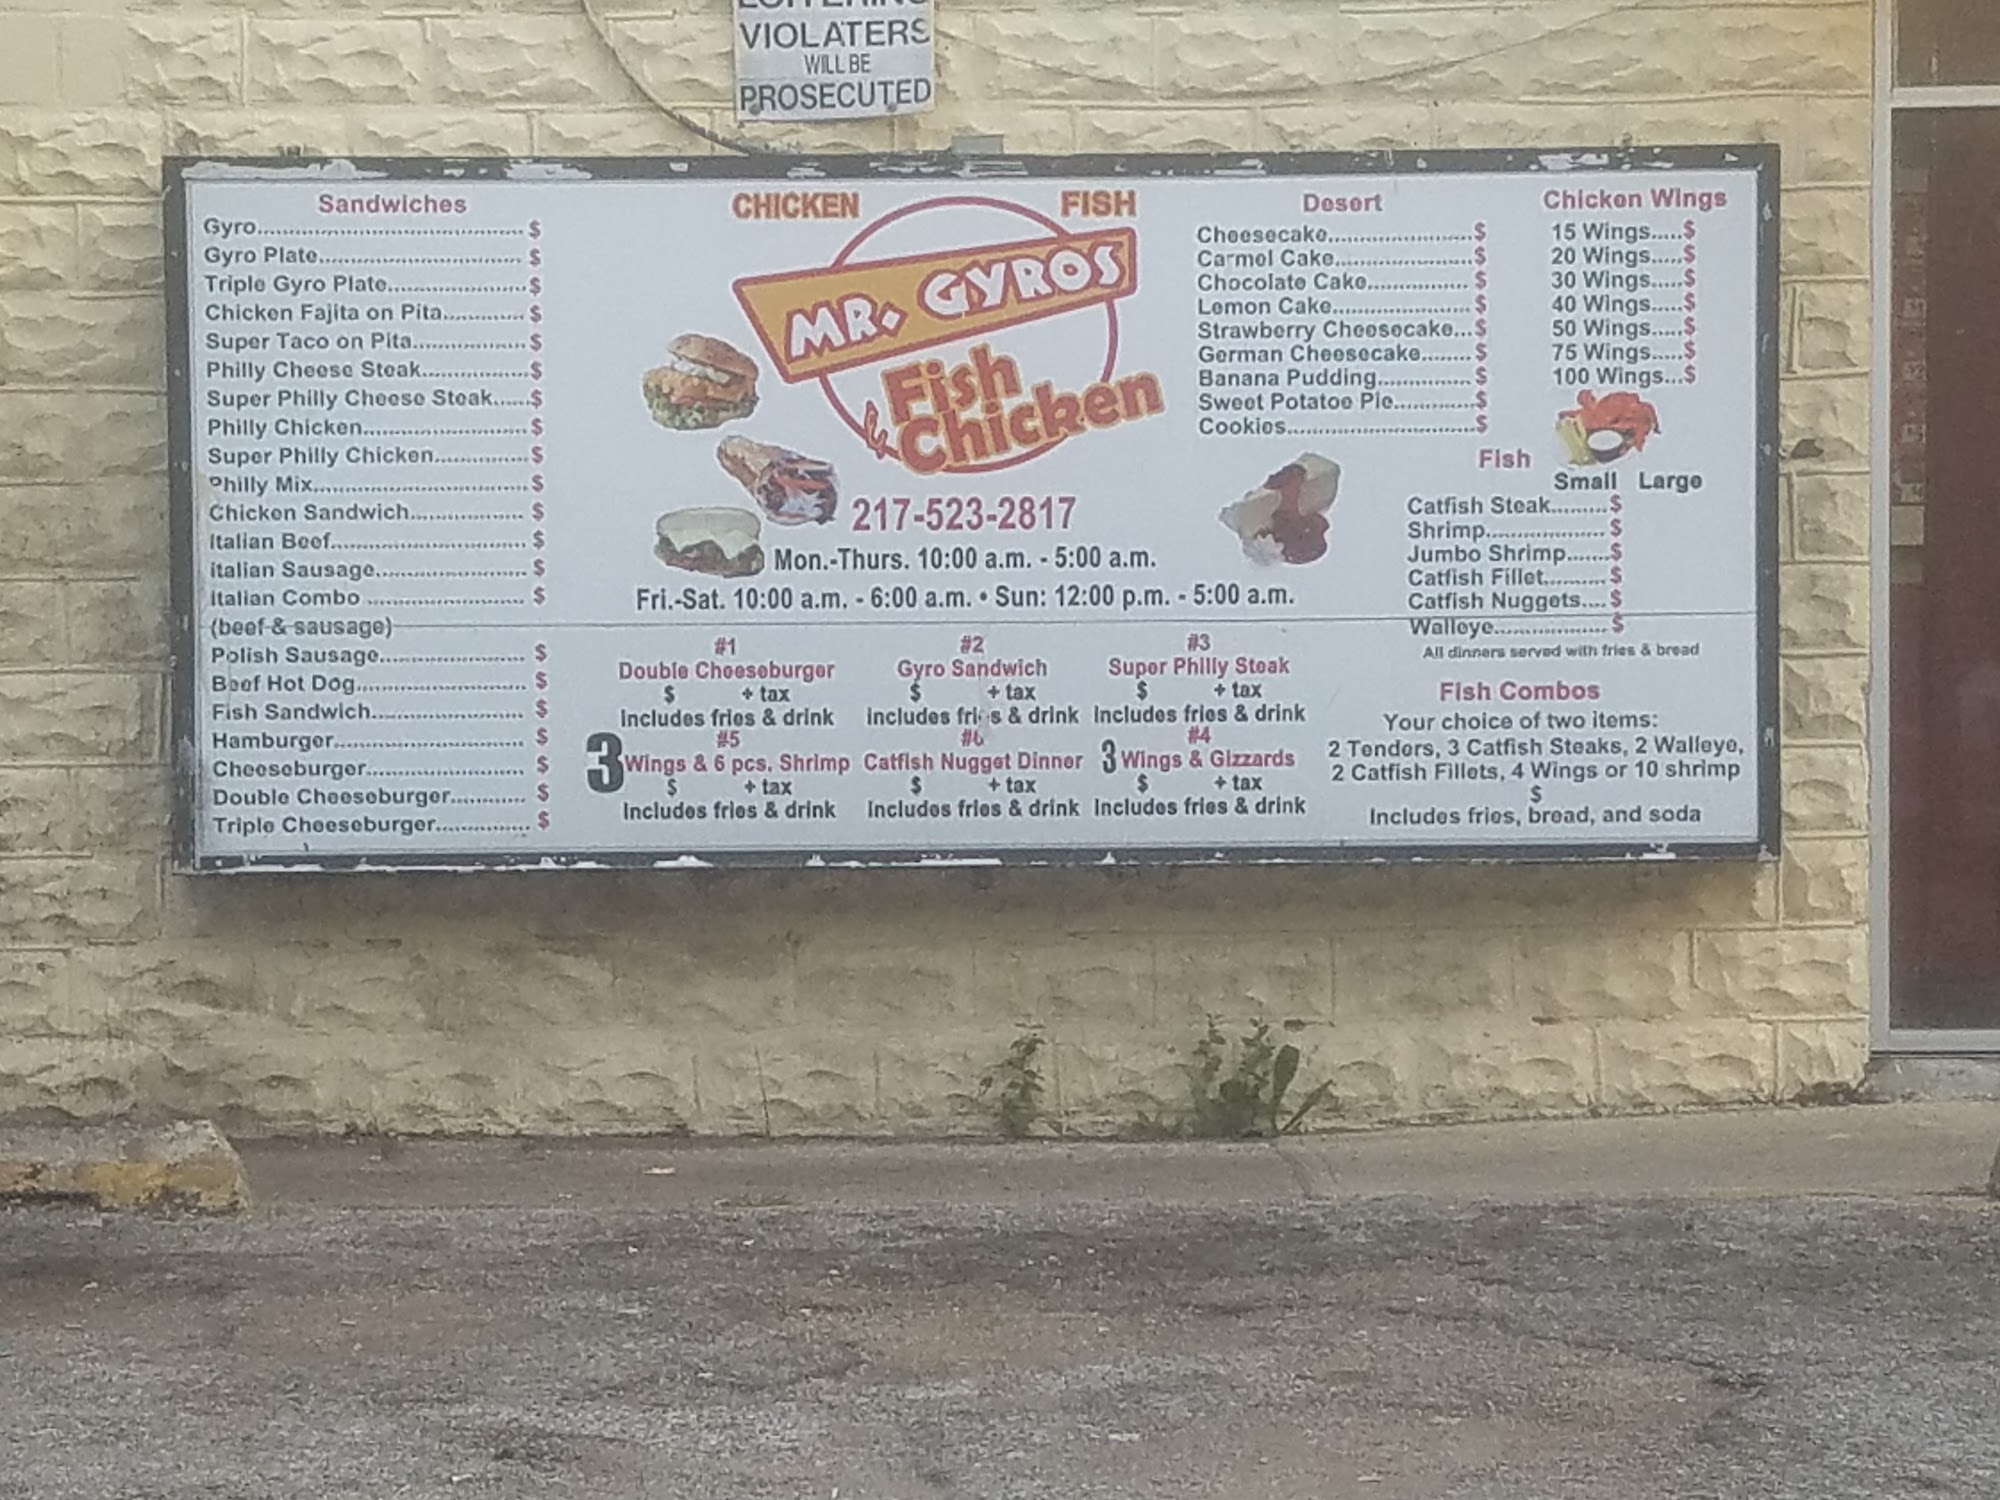 VIOLATERS
WILL BE
PROSECUTED
Sandwiches
Gyro........................................ $
Gyro Plate............................... $
Triple Gyro Plate..................... $
Chicken Fajita on Pita............ $
Super Taco on Pita................. $
Philly Cheese Steak................$
Super Philly Cheese Steak......$
Philly Chicken......................... $
Super Philly Chicken.............. $
Philly Mix................................ $
Chicken Sandwich................. $
Italian Beef............................. $
italian Sausage....................... $
Italian Combo ........................ $
(beef & sausage)
Polish Sausage...................... $
Beef Hot Dog.......................... $
Fish Sandwich....................... $
Hamburger............................. $
Cheeseburger........................ $
Double Cheeseburger........... $
Triple Cheeseburger.............. $
CHICKEN FISH
MR. GYROS
Fish
& Chicken
217-523-2817
Mon.-Thurs. 10:00 a.m. - 5:00 a.m.
Fri.-Sat. 10:00 a.m. - 6:00 a.m. • Sun: 12:00 p.m. - 5:00 a.m.
#1
Double Cheeseburger
$ + tax
Includes fries & drink
#2
Gyro Sandwich
$ + tax
Includes fries & drink
#3
Super Philly Steak
$ + tax
Includes fries & drink
#5
3 Wings & 6 pcs. Shrimp
$ + tax
Includes fries & drink
#6
Catfish Nugget Dinner
$ + tax
Includes fries & drink
#4
3 Wings & Gizzards
$ + tax
Includes fries & drink
Desert
Cheesecake........................$
Carmel Cake.......................$
Chocolate Cake................. $
Lemon Cake.......................$
Strawberry Cheesecake...$
German Cheesecake........$
Banana Pudding...............$
Sweet Potatoe Pie.............$
Cookies...............................$
Chicken Wings
15 Wings.....$
20 Wings.....$
30 Wings.....$
40 Wings.....$
50 Wings.....$
75 Wings.....$
100 Wings...$
Fish
Small Large
Catfish Steak.........$
Shrimp...................$
Jumbo Shrimp.......$
Catfish Fillet..........$
Catfish Nuggets....$
Walleye.................. $
All dinners served with fries & bread
Fish Combos
Your choice of two items:
2 Tenders, 3 Catfish Steaks, 2 Walleye,
2 Catfish Fillets, 4 Wings or 10 shrimp
$
Includes fries, bread, and soda